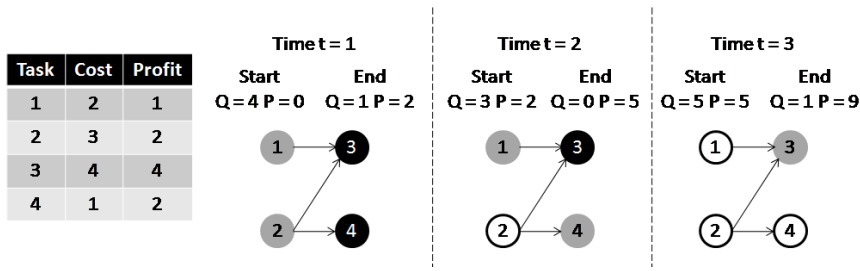 Task Cost Profit
1 2 1
2 3 2
3 4 4
4 1 2
Time t = 1
Start End
Q = 4 P = 0 Q = 1 P = 2
1 3
2 4
Time t = 2
Start End
Q = 3 P = 2 Q = 0 P = 5
1 3
2 4
Time t = 3
Start End
Q = 5 P = 5 Q = 1 P = 9
1 3
2 4